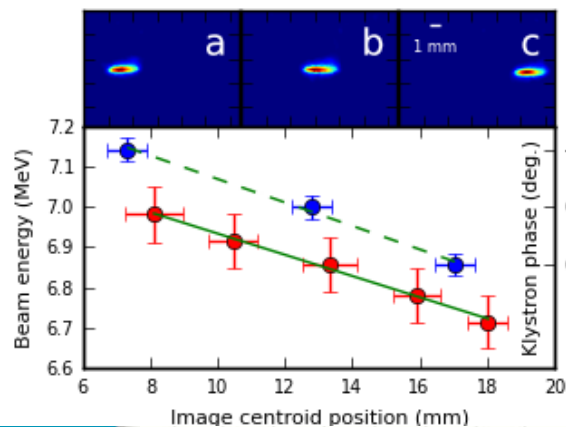 a
b
c
1 mm
7.2
7.1
7.0
6.9
6.8
6.7
6.6
Beam energy (MeV)
Klystron phase (deg.)
6 8 10 12 14 16 18 20
Image centroid position (mm)